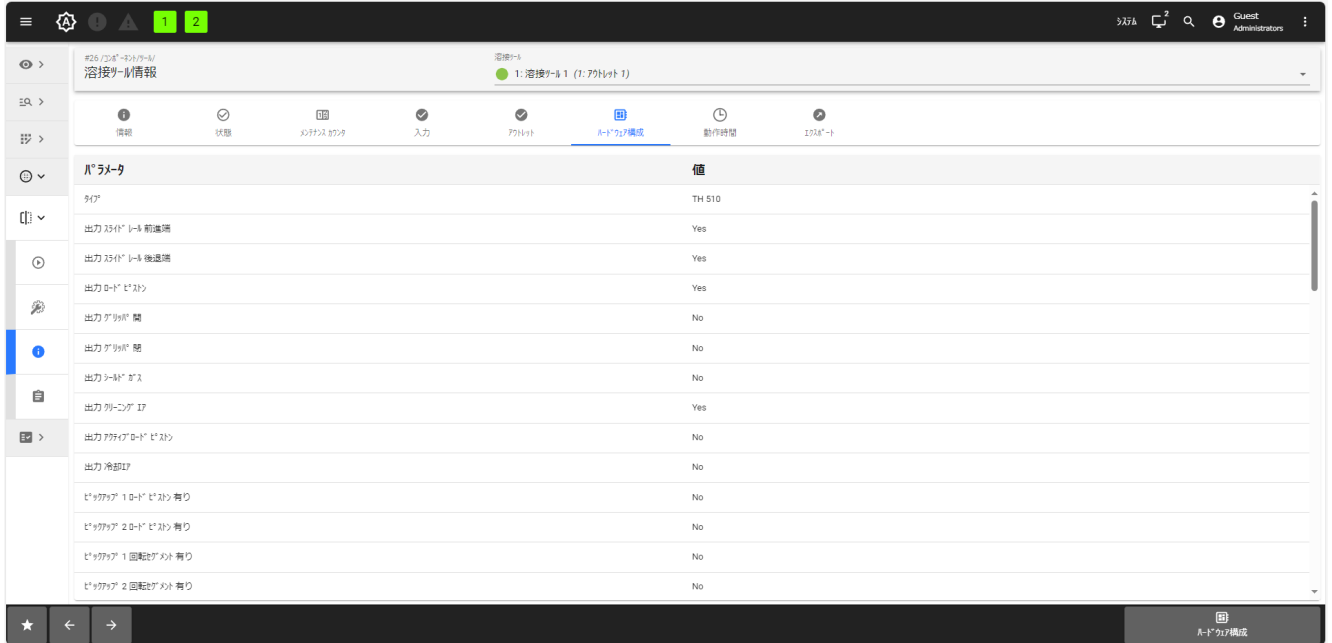 1
2
システム
2
Guest
Administrators
#26 /ｺﾝﾎﾟｰﾈﾝﾄ/ﾂｰﾙ/
溶接ﾂｰﾙ情報
溶接ﾂｰﾙ
1: 溶接ﾂｰﾙ 1 (1: ｱｳﾄﾚｯﾄ 1)
情報
状態
ﾒﾝﾃﾅﾝｽ ｶｳﾝﾀ
入力
ｱｳﾄﾚｯﾄ
ﾊｰﾄﾞｳｪｱ構成
動作時間
ｴｸｽﾎﾟｰﾄ
ﾊﾟﾗﾒｰﾀ
値
ﾀｲﾌﾟ
TH 510
出力 ｽﾗｲﾄﾞ ﾚｰﾙ 前進端
Yes
出力 ｽﾗｲﾄﾞ ﾚｰﾙ 後退端
Yes
出力 ﾛｰﾄﾞ ﾋﾟｽﾄﾝ
Yes
出力 ｸﾞﾘｯﾊﾟ 開
No
出力 ｸﾞﾘｯﾊﾟ 閉
No
出力 ｼｰﾙﾄﾞ ｶﾞｽ
No
出力 ｸﾘｰﾆﾝｸﾞ ｴｱ
Yes
出力 ｱｸﾃｨﾌﾞﾛｰﾄﾞ ﾋﾟｽﾄﾝ
No
出力 冷却ｴｱ
No
ﾋﾟｯｸｱｯﾌﾟ 1 ﾛｰﾄﾞ ﾋﾟｽﾄﾝ 有り
No
ﾋﾟｯｸｱｯﾌﾟ 2 ﾛｰﾄﾞ ﾋﾟｽﾄﾝ 有り
No
ﾋﾟｯｸｱｯﾌﾟ 1 回転ｾｸﾞﾒﾝﾄ 有り
No
ﾋﾟｯｸｱｯﾌﾟ 2 回転ｾｸﾞﾒﾝﾄ 有り
No
ﾊｰﾄﾞｳｪｱ構成